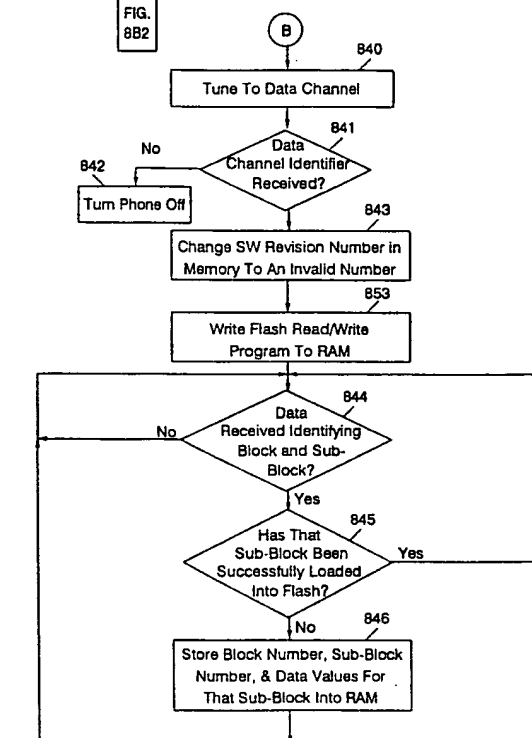 FIG.
8B2
B
840
Tune To Data Channel
841
Data
Channel Identifier
Received?
No
842
Turn Phone Off
843
Change SW Revision Number in
Memory To An Invalid Number
853
Write Flash Read/Write
Program To RAM
844
Data
Received Identifying
Block and Sub-
Block?
No
Yes
845
Has That
Sub-Block Been
Successfully Loaded
Into Flash?
Yes
No
846
Store Block Number, Sub-Block
Number, & Data Values For
That Sub-Block Into RAM